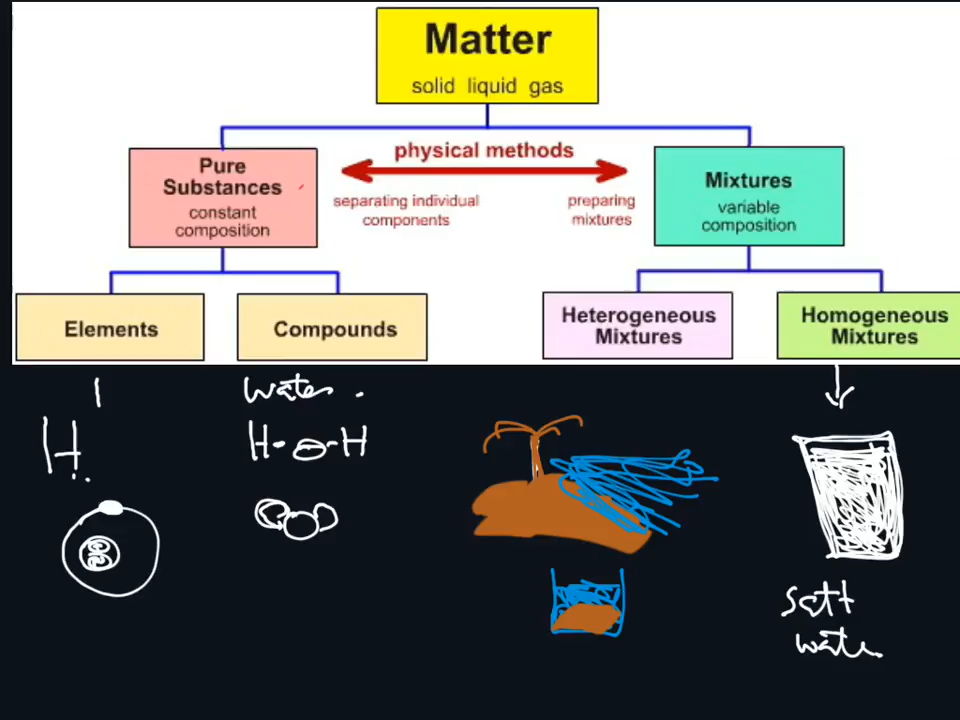 Matter
solid liquid gas
physical methods
separating individual
components
preparing
mixtures
Pure
Substances
constant
composition
Mixtures
variable
composition
Elements
Compounds
Heterogeneous
Mixtures
Homogeneous
Mixtures
Water
H
H-O-H
Salt
water